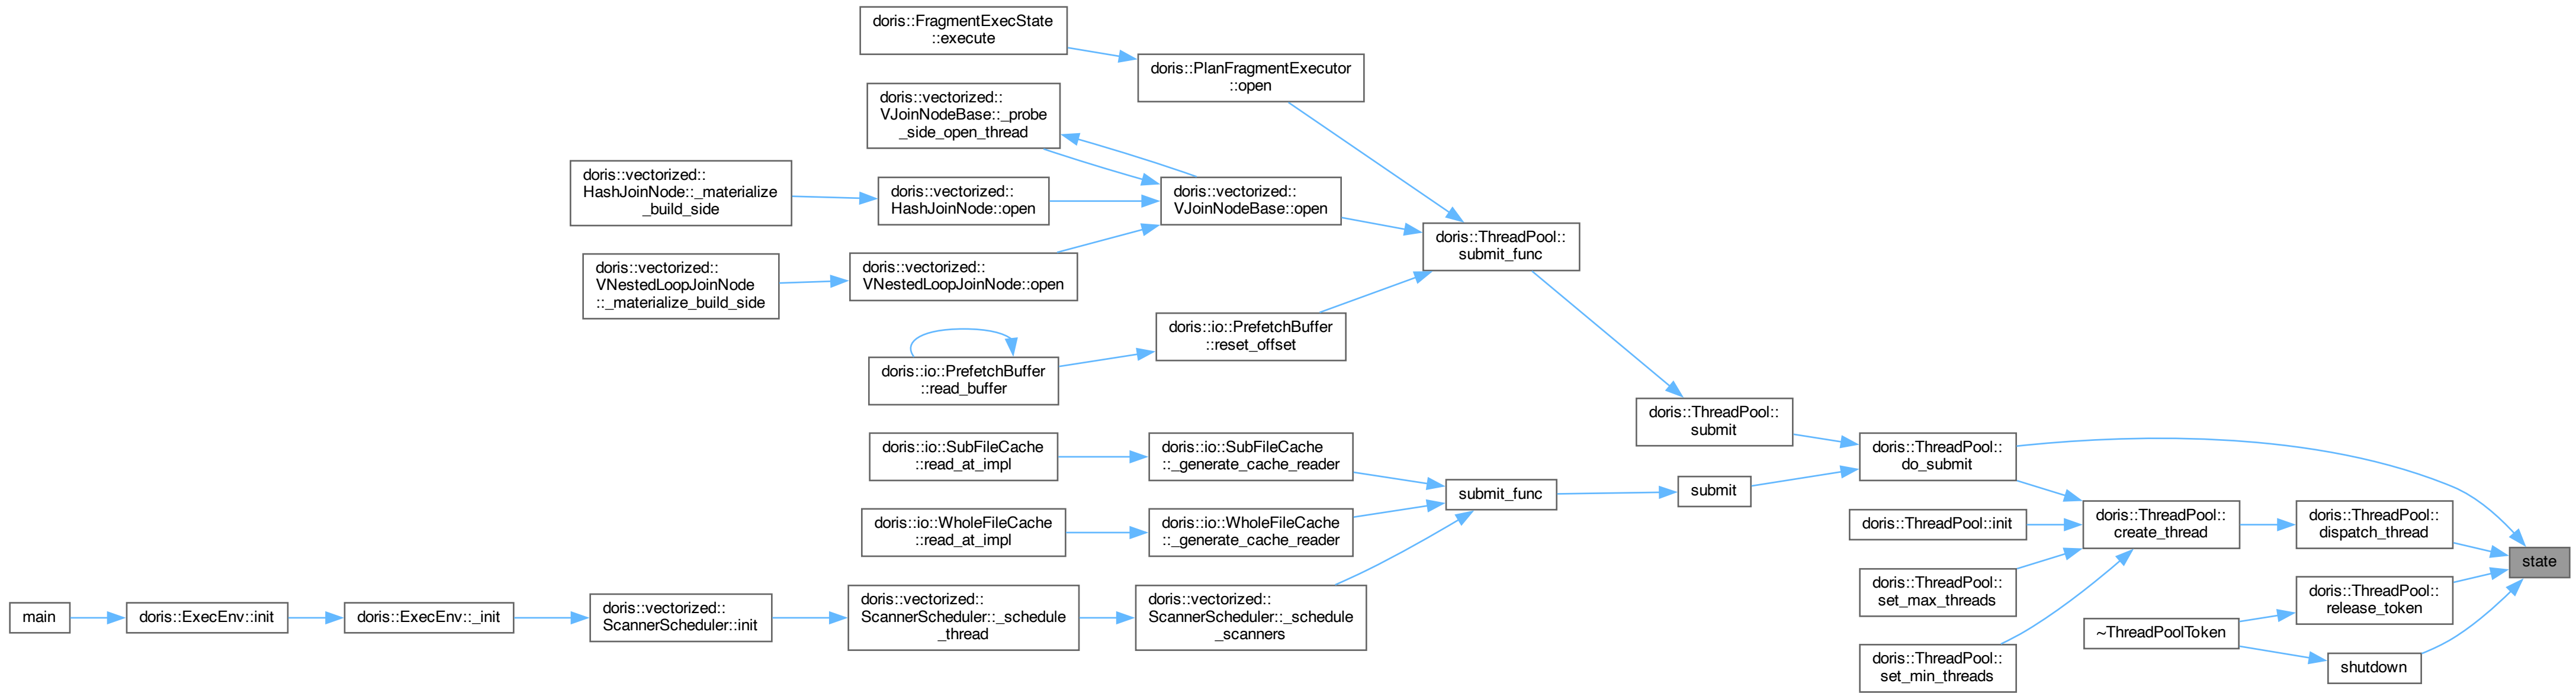 doris::FragmentExecState
::execute
doris::PlanFragmentExecutor
::open
doris::vectorized::
VJoinNodeBase::_probe
_side_open_thread
doris::vectorized::
HashJoinNode::_materialize
_build_side
doris::vectorized::
HashJoinNode::open
doris::vectorized::
VJoinNodeBase::open
doris::ThreadPool::
submit_func
doris::vectorized::
VNestedLoopJoinNode
::_materialize_build_side
doris::vectorized::
VNestedLoopJoinNode::open
doris::io::PrefetchBuffer
::reset_offset
doris::io::PrefetchBuffer
::read_buffer
doris::ThreadPool::
submit
doris::io::SubFileCache
::read_at_impl
doris::io::SubFileCache
::_generate_cache_reader
doris::ThreadPool::
do_submit
submit_func
submit
doris::io::WholeFileCache
::read_at_impl
doris::io::WholeFileCache
::_generate_cache_reader
doris::ThreadPool::init
doris::ThreadPool::
create_thread
doris::ThreadPool::
dispatch_thread
state
doris::ThreadPool::
set_max_threads
doris::ThreadPool::
release_token
main
doris::ExecEnv::init
doris::ExecEnv::_init
doris::vectorized::
ScannerScheduler::init
doris::vectorized::
ScannerScheduler::_schedule
_thread
doris::vectorized::
ScannerScheduler::_schedule
_scanners
~ThreadPoolToken
doris::ThreadPool::
set_min_threads
shutdown